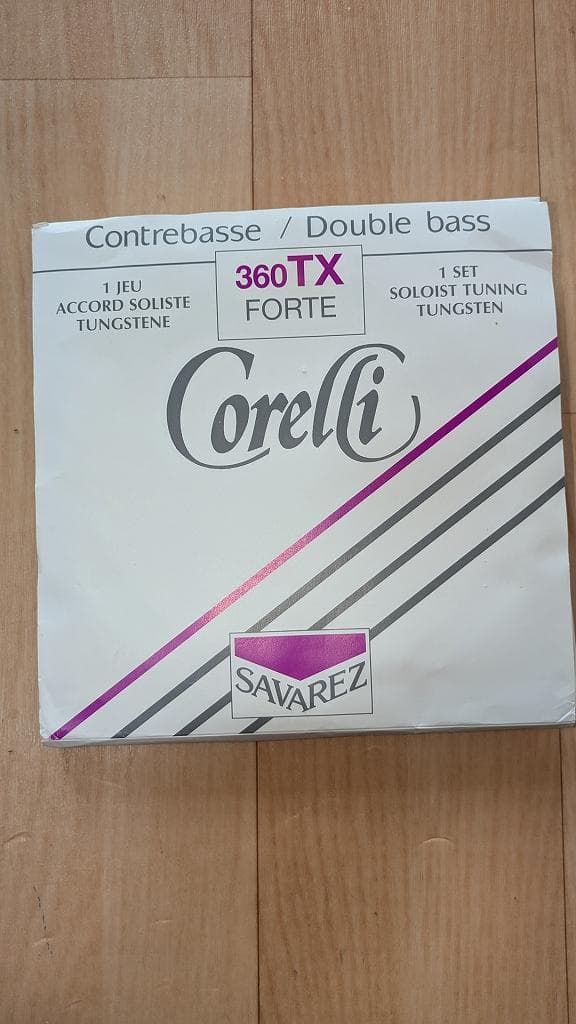 Contrebasse / Double bass
1 JEU
ACCORD SOLISTE
TUNGSTENE
360TX
FORTE
1 SET
SOLOIST TUNING
TUNGSTEN
Corelli
SAVAREZ